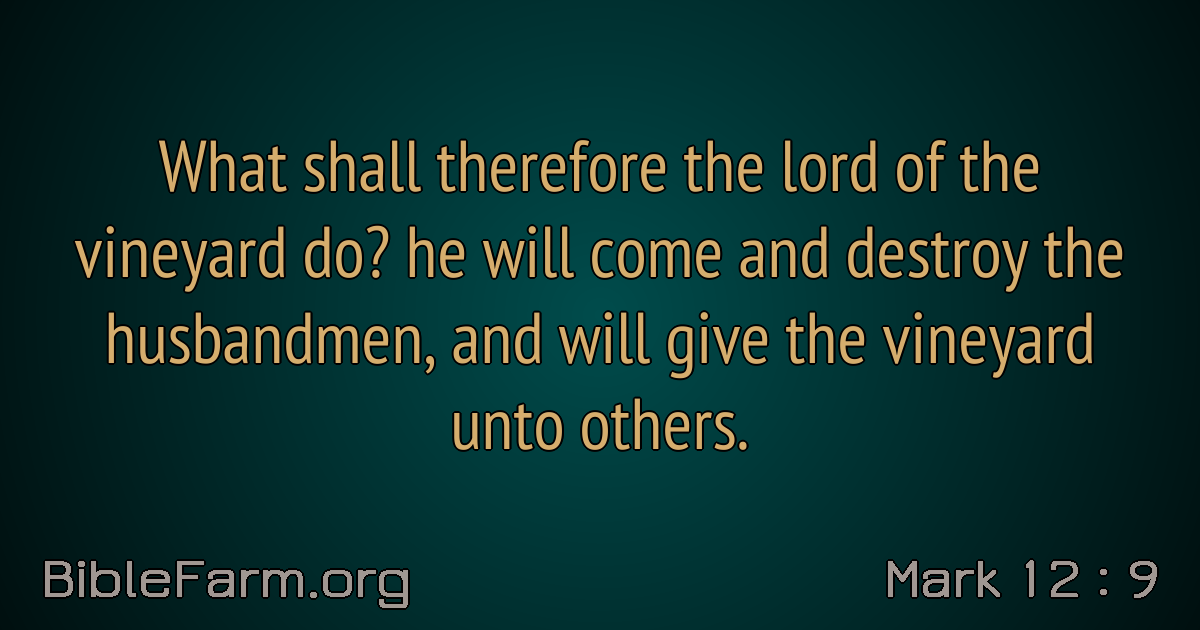 What shall therefore the lord of the
vineyard do? he will come and destroy the
husbandmen, and will give the vineyard
unto others.
BibleFarm.org
Mark 12 : 9